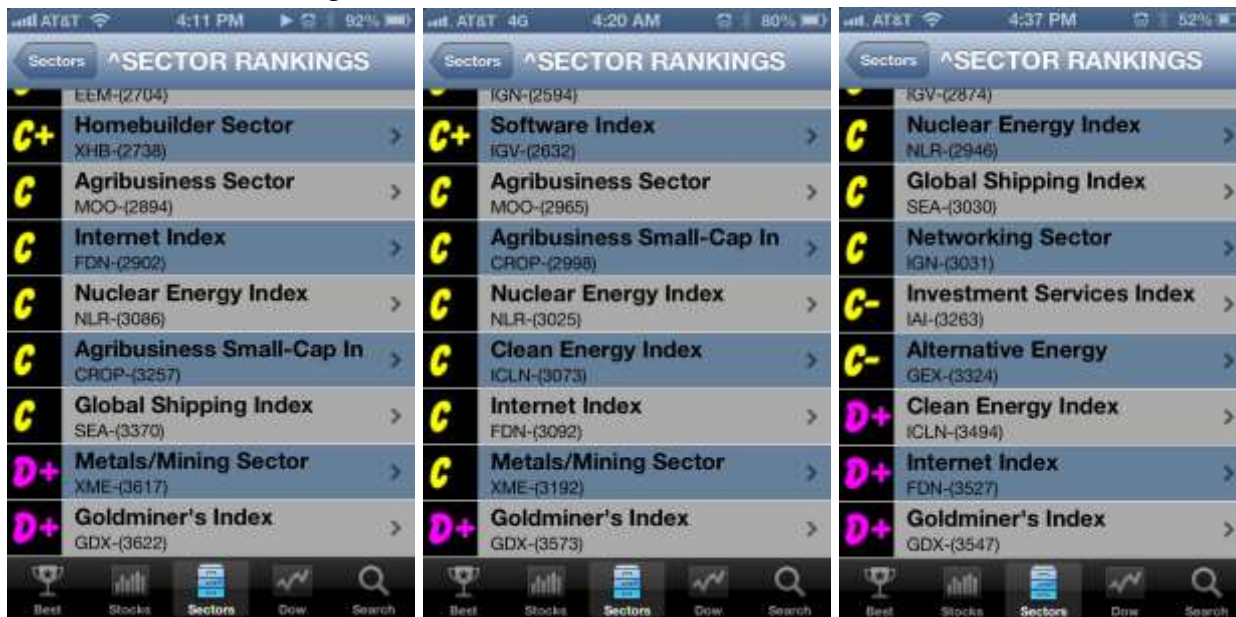 AT&T 4:11 PM 92%
Sectors ^SECTOR RANKINGS
EEM-(2704)
C+ Homebuilder Sector
XHB-(2738)
C Agribusiness Sector
MOO-(2894)
C Internet Index
FDN-(2902)
C Nuclear Energy Index
NLR-(3086)
C Agribusiness Small-Cap In
CROP-(3257)
C Global Shipping Index
SEA-(3370)
D+ Metals/Mining Sector
XME-(3617)
D+ Goldminer's Index
GDX-(3622)
Best Stocks Sectors Dow Search
AT&T 4G 4:20 AM 80%
Sectors ^SECTOR RANKINGS
IGN-(2594)
C+ Software Index
IGV-(2632)
C Agribusiness Sector
MOO-(2965)
C Agribusiness Small-Cap In
CROP-(2998)
C Nuclear Energy Index
NLR-(3025)
C Clean Energy Index
ICLN-(3073)
C Internet Index
FDN-(3092)
C Metals/Mining Sector
XME-(3192)
D+ Goldminer's Index
GDX-(3573)
Best Stocks Sectors Dow Search
AT&T 4:37 PM 52%
Sectors ^SECTOR RANKINGS
IGV-(2874)
C Nuclear Energy Index
NLR-(2946)
C Global Shipping Index
SEA-(3030)
C Networking Sector
IGN-(3031)
C- Investment Services Index
IAI-(3263)
C- Alternative Energy
GEX-(3324)
D+ Clean Energy Index
ICLN-(3494)
D+ Internet Index
FDN-(3527)
D+ Goldminer's Index
GDX-(3547)
Best Stocks Sectors Dow Search